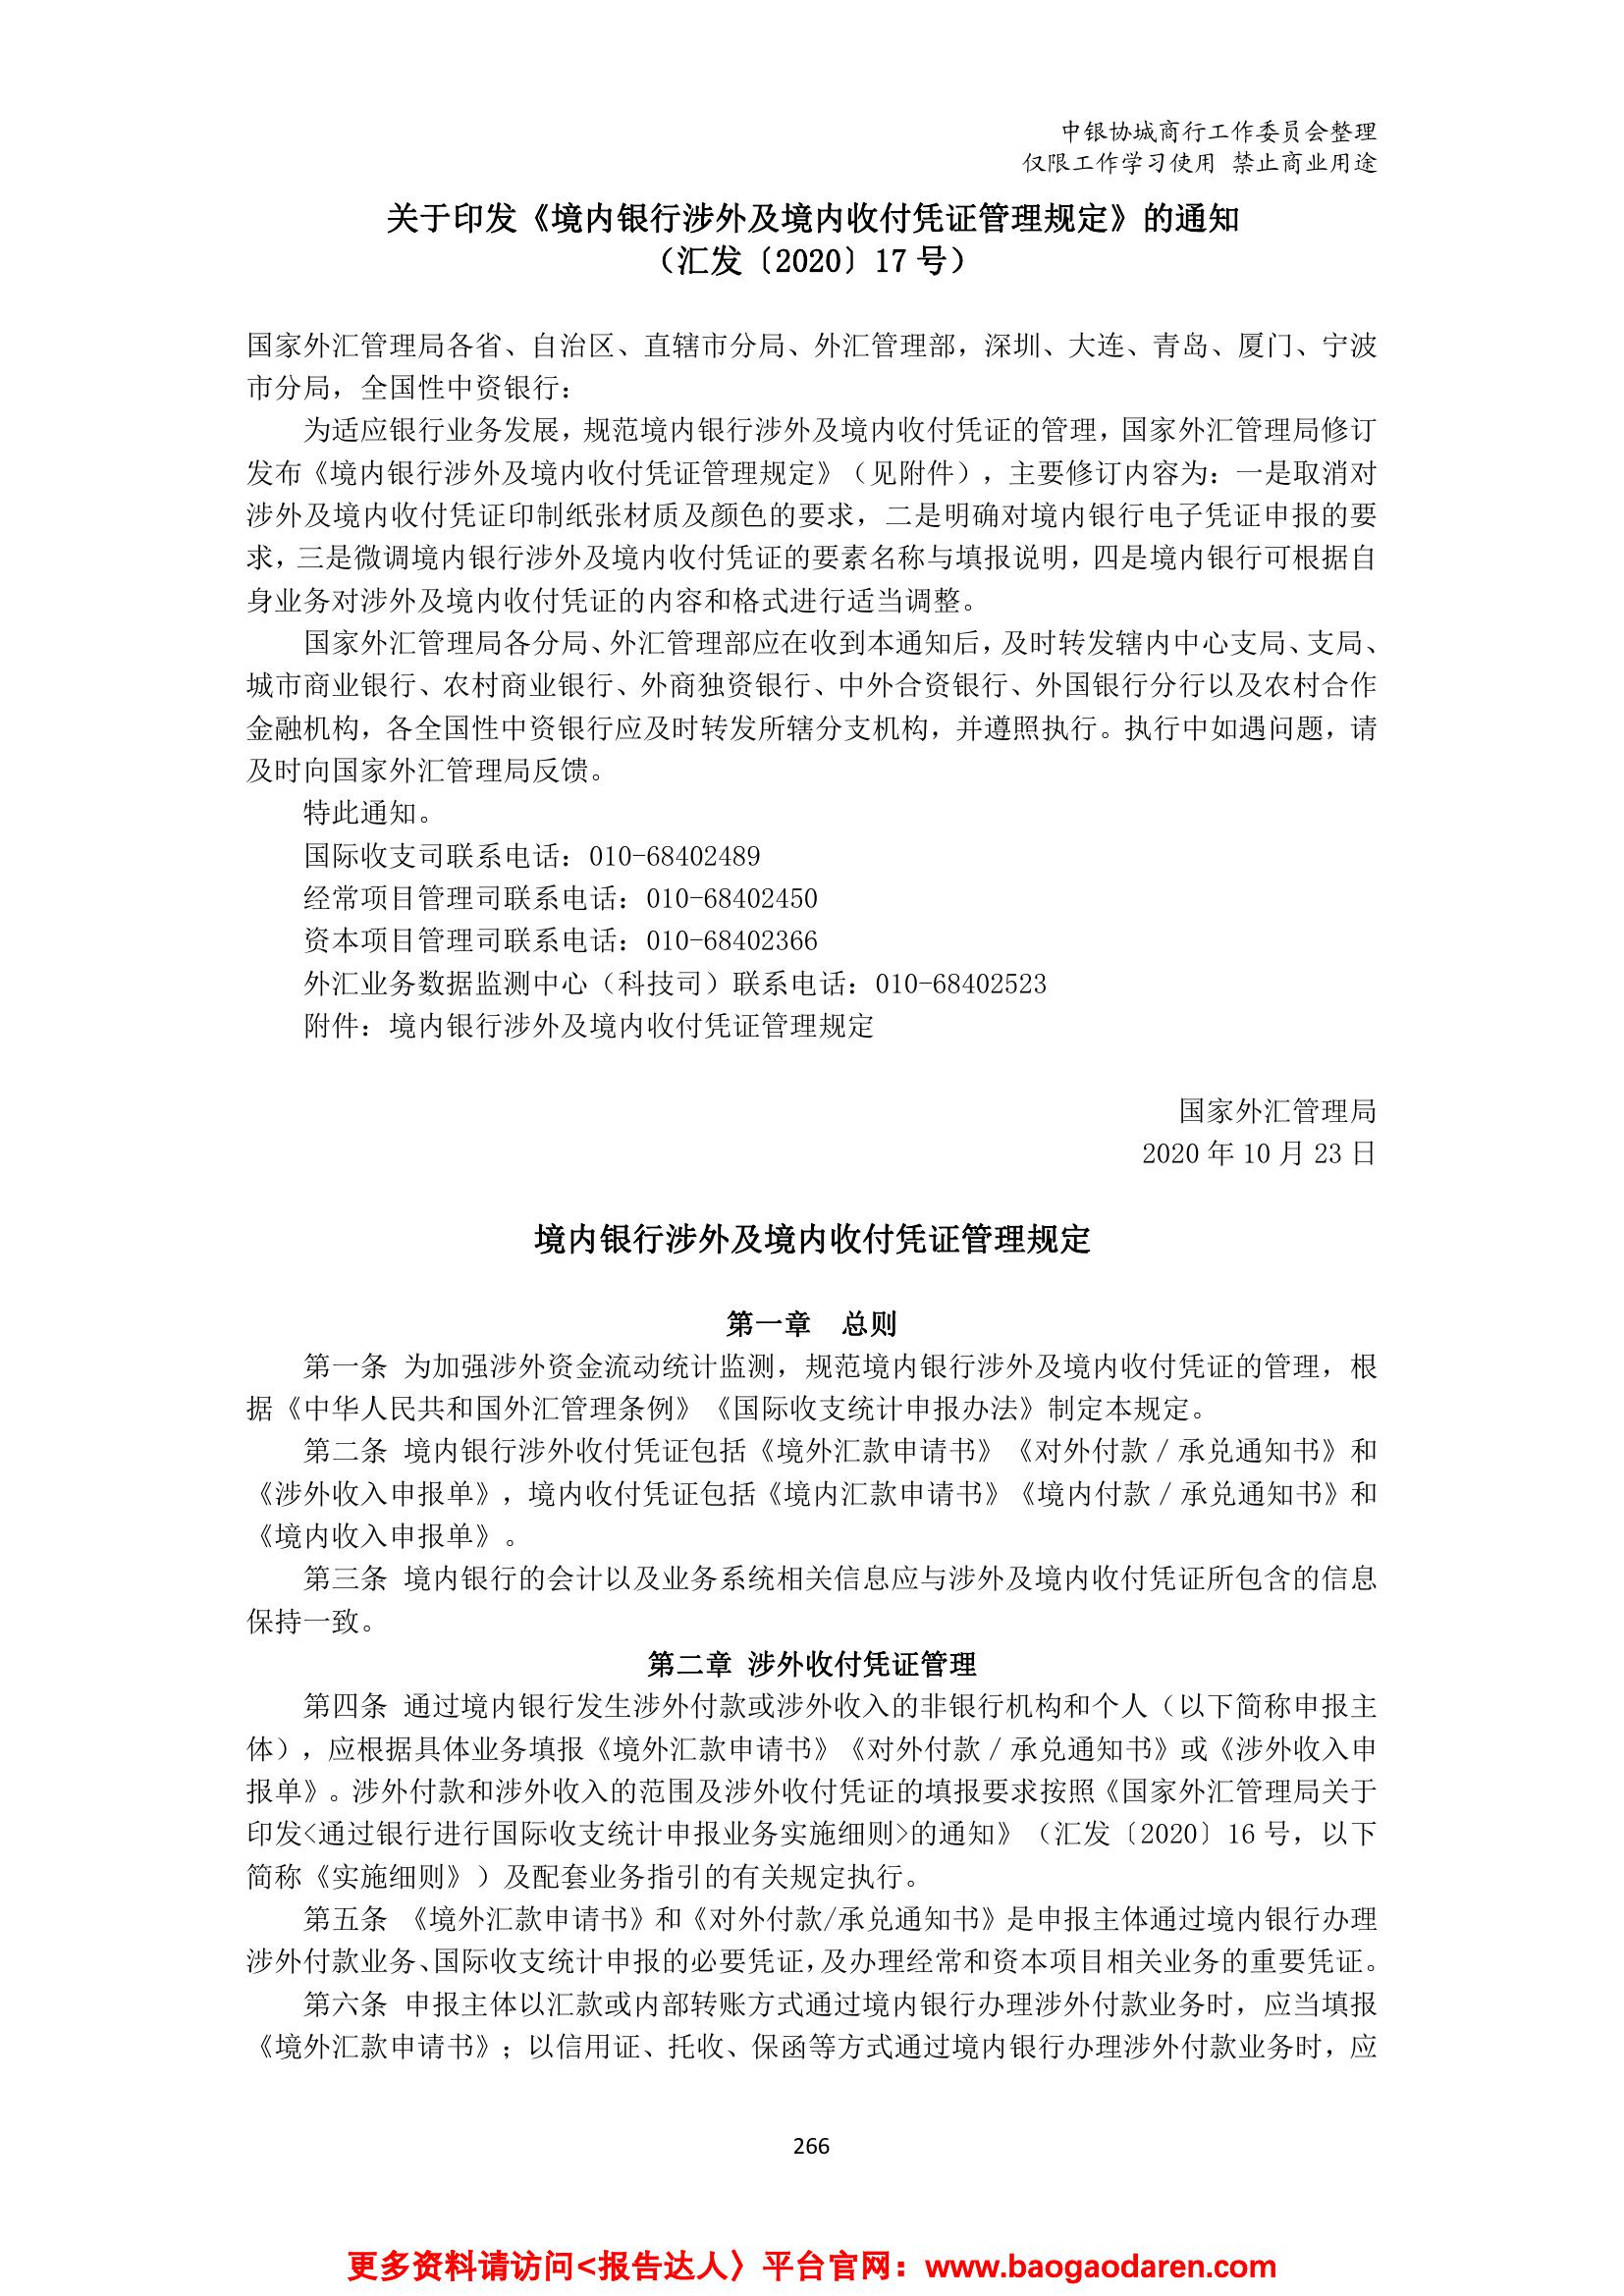 中银协城商行工作委员会整理
仅限工作学习使用 禁止商业用途
关于印发《境内银行涉外及境内收付凭证管理规定》的通知
（汇发〔2020〕17 号）
国家外汇管理局各省、自治区、直辖市分局、外汇管理部，深圳、大连、青岛、厦门、宁波
市分局，全国性中资银行：
为适应银行业务发展，规范境内银行涉外及境内收付凭证的管理，国家外汇管理局修订
发布《境内银行涉外及境内收付凭证管理规定》（见附件），主要修订内容为：一是取消对
涉外及境内收付凭证印制纸张材质及颜色的要求，二是明确对境内银行电子凭证申报的要
求，三是微调境内银行涉外及境内收付凭证的要素名称与填报说明，四是境内银行可根据自
身业务对涉外及境内收付凭证的内容和格式进行适当调整。
国家外汇管理局各分局、外汇管理部应在收到本通知后，及时转发辖内中心支局、支局、
城市商业银行、农村商业银行、外商独资银行、中外合资银行、外国银行分行以及农村合作
金融机构，各全国性中资银行应及时转发所辖分支机构，并遵照执行。执行中如遇问题，请
及时向国家外汇管理局反馈。
特此通知。
国际收支司联系电话：010-68402489
经常项目管理司联系电话：010-68402450
资本项目管理司联系电话：010-68402366
外汇业务数据监测中心（科技司）联系电话：010-68402523
附件：境内银行涉外及境内收付凭证管理规定
国家外汇管理局
2020 年 10 月 23 日
境内银行涉外及境内收付凭证管理规定
第一章　总则
第一条 为加强涉外资金流动统计监测，规范境内银行涉外及境内收付凭证的管理，根
据《中华人民共和国外汇管理条例》《国际收支统计申报办法》制定本规定。
第二条 境内银行涉外收付凭证包括《境外汇款申请书》《对外付款／承兑通知书》和
《涉外收入申报单》，境内收付凭证包括《境内汇款申请书》《境内付款／承兑通知书》和
《境内收入申报单》。
第三条 境内银行的会计以及业务系统相关信息应与涉外及境内收付凭证所包含的信息
保持一致。
第二章 涉外收付凭证管理
第四条 通过境内银行发生涉外付款或涉外收入的非银行机构和个人（以下简称申报主
体），应根据具体业务填报《境外汇款申请书》《对外付款／承兑通知书》或《涉外收入申
报单》。涉外付款和涉外收入的范围及涉外收付凭证的填报要求按照《国家外汇管理局关于
印发<通过银行进行国际收支统计申报业务实施细则>的通知》（汇发〔2020〕16 号，以下
简称《实施细则》）及配套业务指引的有关规定执行。
第五条 《境外汇款申请书》和《对外付款/承兑通知书》是申报主体通过境内银行办理
涉外付款业务、国际收支统计申报的必要凭证，及办理经常和资本项目相关业务的重要凭证。
第六条 申报主体以汇款或内部转账方式通过境内银行办理涉外付款业务时，应当填报
《境外汇款申请书》；以信用证、托收、保函等方式通过境内银行办理涉外付款业务时，应
266
更多资料请访问<报告达人〉平台官网：www.baogaodaren.com